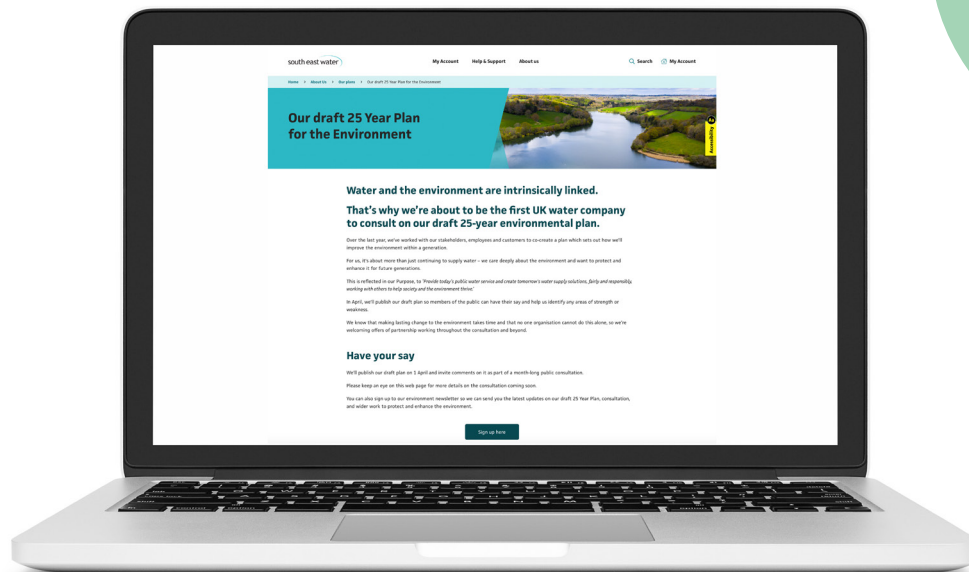 south east water
My Account Help & Support About us
Search My Account
Home > About Us > Our plans > Our draft 25 Year Plan for the Environment
Our draft 25 Year Plan
for the Environment
Accessibility
Water and the environment are intrinsically linked.
That's why we're about to be the first UK water company
to consult on our draft 25-year environmental plan.
Over the last year, we've worked with our stakeholders, employees and customers to co-create a plan which sets out how we'll
improve the environment within a generation.
For us, it's about more than just continuing to supply water – we care deeply about the environment and want to protect and
enhance it for future generations.
This is reflected in our Purpose, to 'Provide today's public water service and create tomorrow's water supply solutions, fairly and responsibly,
working with others to help society and the environment thrive.'
In April, we'll publish our draft plan so members of the public can have their say and help us identify any areas of strength or
weakness.
We know that making lasting change to the environment takes time and that no one organisation cannot do this alone, so we're
welcoming offers of partnership working throughout the consultation and beyond.
Have your say
We'll publish our draft plan on 1 April and invite comments on it as part of a month-long public consultation.
Please keep an eye on this web page for more details on the consultation coming soon.
You can also sign up to our environment newsletter so we can send you the latest updates on our draft 25 Year Plan, consultation,
and wider work to protect and enhance the environment.
Sign up here
control option